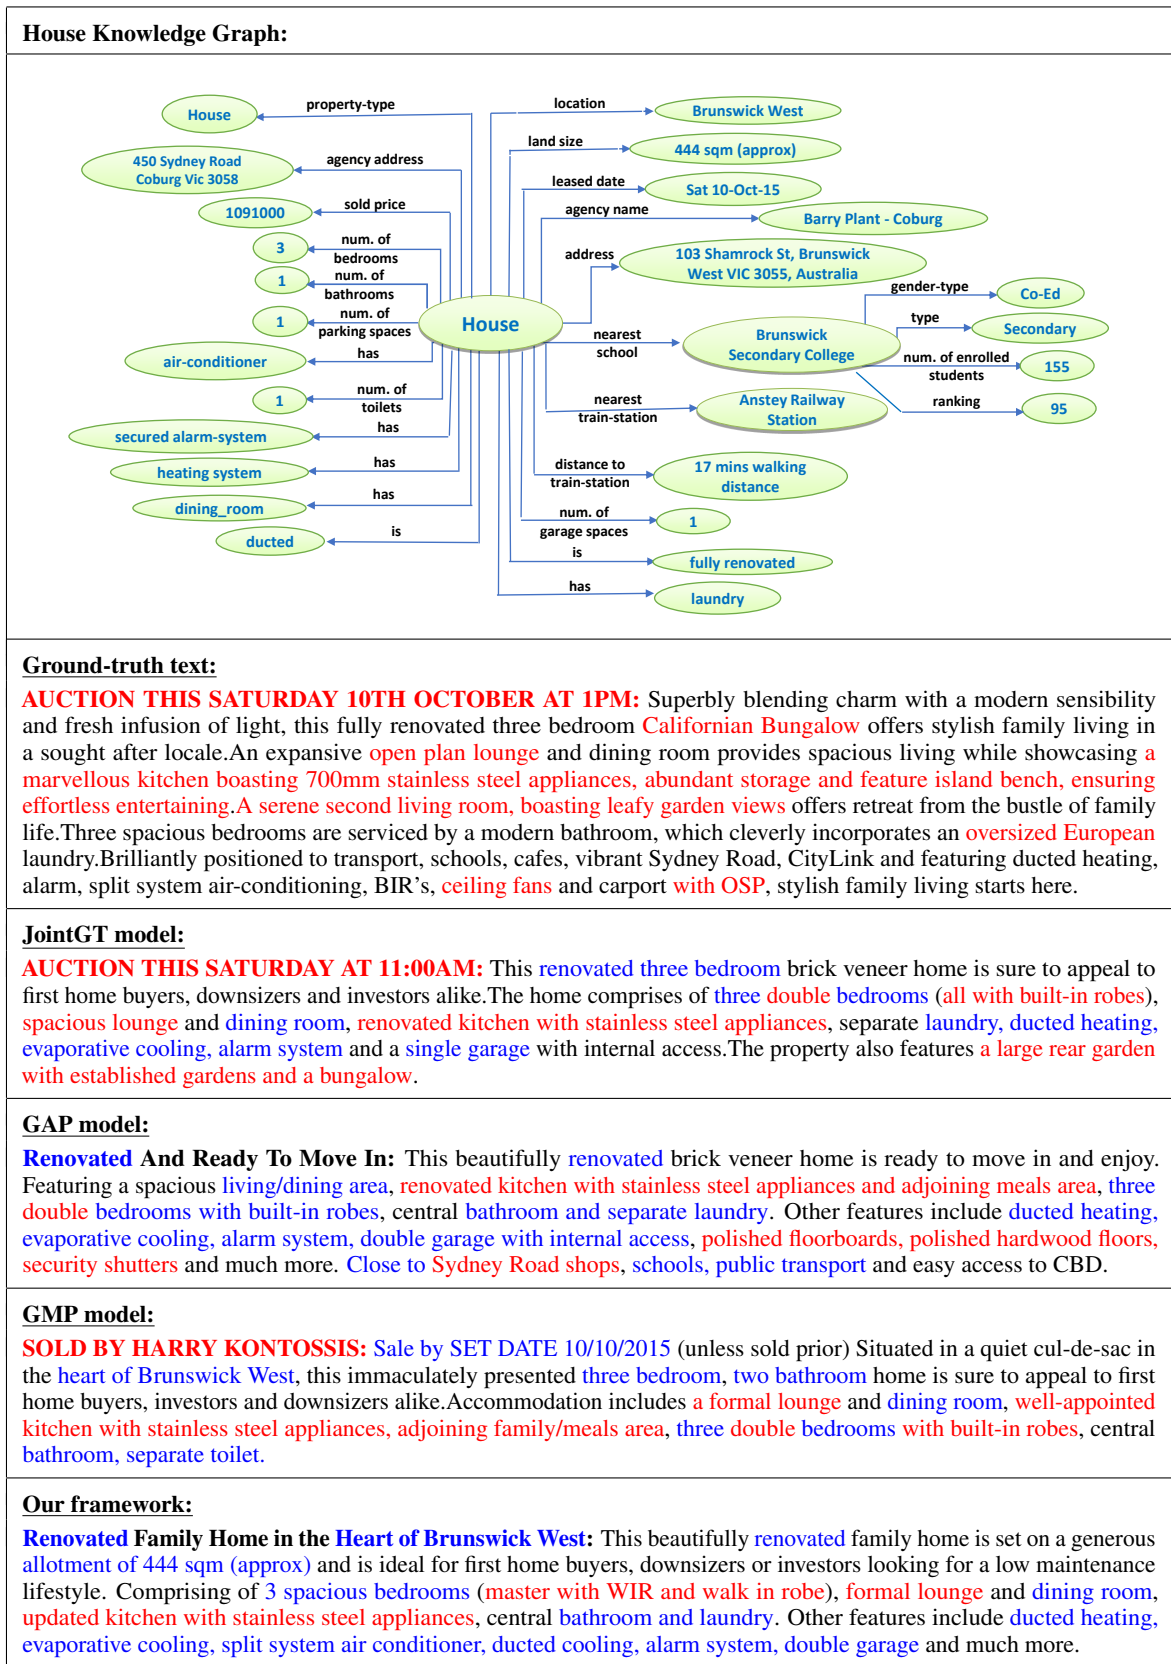 House Knowledge Graph:
property-type
House
location
Brunswick West
land size
444 sqm (approx)
agency address
450 Sydney Road
Coburg Vic 3058
leased date
Sat 10-Oct-15
sold price
1091000
agency name
Barry Plant - Coburg
num. of
bedrooms
3
address
103 Shamrock St, Brunswick
West VIC 3055, Australia
num. of
bathrooms
1
gender-type
Co-Ed
num. of
parking spaces
1
House
nearest
school
Brunswick
Secondary College
type
Secondary
has
air-conditioner
num. of enrolled
students
155
num. of
toilets
1
nearest
train-station
Anstey Railway
Station
ranking
95
has
secured alarm-system
has
heating system
distance to
train-station
17 mins walking
distance
has
dining_room
num. of
garage spaces
1
is
ducted
is
fully renovated
has
laundry
Ground-truth text:
AUCTION THIS SATURDAY 10TH OCTOBER AT 1PM: Superbly blending charm with a modern sensibility
and fresh infusion of light, this fully renovated three bedroom Californian Bungalow offers stylish family living in
a sought after locale.An expansive open plan lounge and dining room provides spacious living while showcasing a
marvellous kitchen boasting 700mm stainless steel appliances, abundant storage and feature island bench, ensuring
effortless entertaining.A serene second living room, boasting leafy garden views offers retreat from the bustle of family
life.Three spacious bedrooms are serviced by a modern bathroom, which cleverly incorporates an oversized European
laundry.Brilliantly positioned to transport, schools, cafes, vibrant Sydney Road, CityLink and featuring ducted heating,
alarm, split system air-conditioning, BIR's, ceiling fans and carport with OSP, stylish family living starts here.
JointGT model:
AUCTION THIS SATURDAY AT 11:00AM: This renovated three bedroom brick veneer home is sure to appeal to
first home buyers, downsizers and investors alike.The home comprises of three double bedrooms (all with built-in robes),
spacious lounge and dining room, renovated kitchen with stainless steel appliances, separate laundry, ducted heating,
evaporative cooling, alarm system and a single garage with internal access.The property also features a large rear garden
with established gardens and a bungalow.
GAP model:
Renovated And Ready To Move In: This beautifully renovated brick veneer home is ready to move in and enjoy.
Featuring a spacious living/dining area, renovated kitchen with stainless steel appliances and adjoining meals area, three
double bedrooms with built-in robes, central bathroom and separate laundry. Other features include ducted heating,
evaporative cooling, alarm system, double garage with internal access, polished floorboards, polished hardwood floors,
security shutters and much more. Close to Sydney Road shops, schools, public transport and easy access to CBD.
GMP model:
SOLD BY HARRY KONTOSSIS: Sale by SET DATE 10/10/2015 (unless sold prior) Situated in a quiet cul-de-sac in
the heart of Brunswick West, this immaculately presented three bedroom, two bathroom home is sure to appeal to first
home buyers, investors and downsizers alike.Accommodation includes a formal lounge and dining room, well-appointed
kitchen with stainless steel appliances, adjoining family/meals area, three double bedrooms with built-in robes, central
bathroom, separate toilet.
Our framework:
Renovated Family Home in the Heart of Brunswick West: This beautifully renovated family home is set on a generous
allotment of 444 sqm (approx) and is ideal for first home buyers, downsizers or investors looking for a low maintenance
lifestyle. Comprising of 3 spacious bedrooms (master with WIR and walk in robe), formal lounge and dining room,
updated kitchen with stainless steel appliances, central bathroom and laundry. Other features include ducted heating,
evaporative cooling, split system air conditioner, ducted cooling, alarm system, double garage and much more.